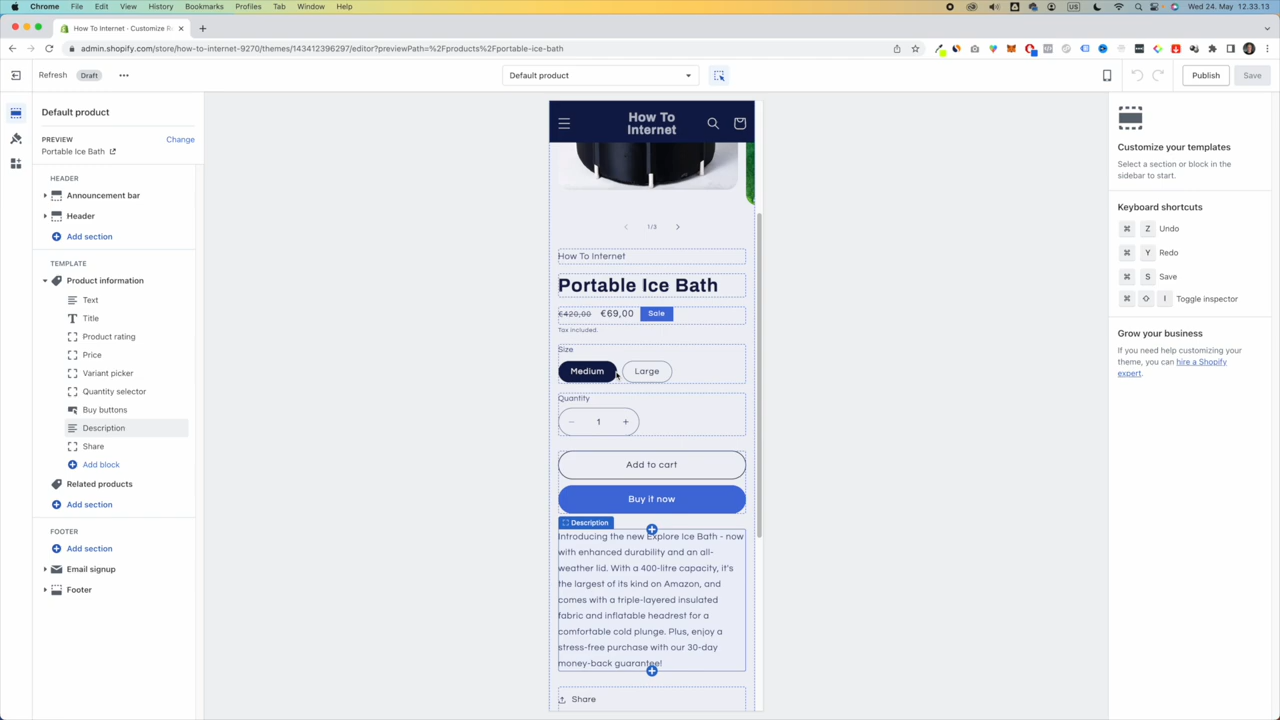 Chrome File Edit View History Bookmarks Profiles Tab Window Help
Wed 24. May 12.33.13
How To Internet · Customize R
admin.shopify.com/store/how-to-internet-9270/themes/143412396297/editor?previewPath=%2Fproducts%2Fportable-ice-bath
Refresh Draft
Default product
Publish Save
Default product
PREVIEW Change
Portable Ice Bath
HEADER
Announcement bar
Header
Add section
TEMPLATE
Product information
Text
Title
Product rating
Price
Variant picker
Quantity selector
Buy buttons
Description
Share
Add block
Related products
Add section
FOOTER
Add section
Email signup
Footer
How To
Internet
1/3
How To Internet
Portable Ice Bath
€420,00 €69,00 Sale
Tax included.
Size
Medium Large
Quantity
− 1 +
Add to cart
Buy it now
Description
Introducing the new Explore Ice Bath - now
with enhanced durability and an all-
weather lid. With a 400-litre capacity, it's
the largest of its kind on Amazon, and
comes with a triple-layered insulated
fabric and inflatable headrest for a
comfortable cold plunge. Plus, enjoy a
stress-free purchase with our 30-day
money-back guarantee!
Share
Customize your templates
Select a section or block in the
sidebar to start.
Keyboard shortcuts
⌘ Z Undo
⌘ Y Redo
⌘ S Save
⌘ ⇧ I Toggle inspector
Grow your business
If you need help customizing your
theme, you can hire a Shopify
expert.